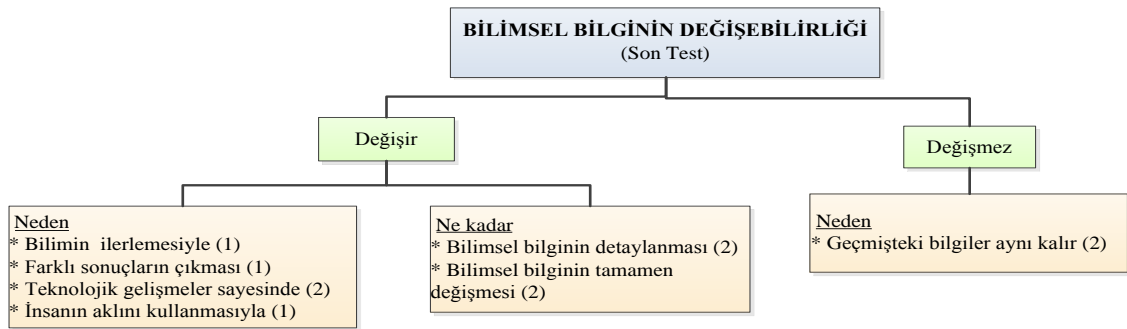 BİLİMSEL BİLGİNİN DEĞİŞEBİLİRLİĞİ
(Son Test)
Değişir
Değişmez
Neden
* Bilimin ilerlemesiyle (1)
* Farklı sonuçların çıkması (1)
* Teknolojik gelişmeler sayesinde (2)
* İnsanın aklını kullanmasıyla (1)
Ne kadar
* Bilimsel bilginin detaylanması (2)
* Bilimsel bilginin tamamen
değişmesi (2)
Neden
* Geçmişteki bilgiler aynı kalır (2)